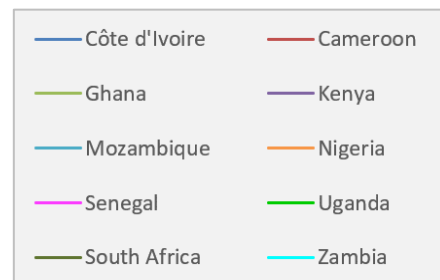 Côte d'Ivoire Cameroon
Ghana Kenya
Mozambique Nigeria
Senegal Uganda
South Africa Zambia